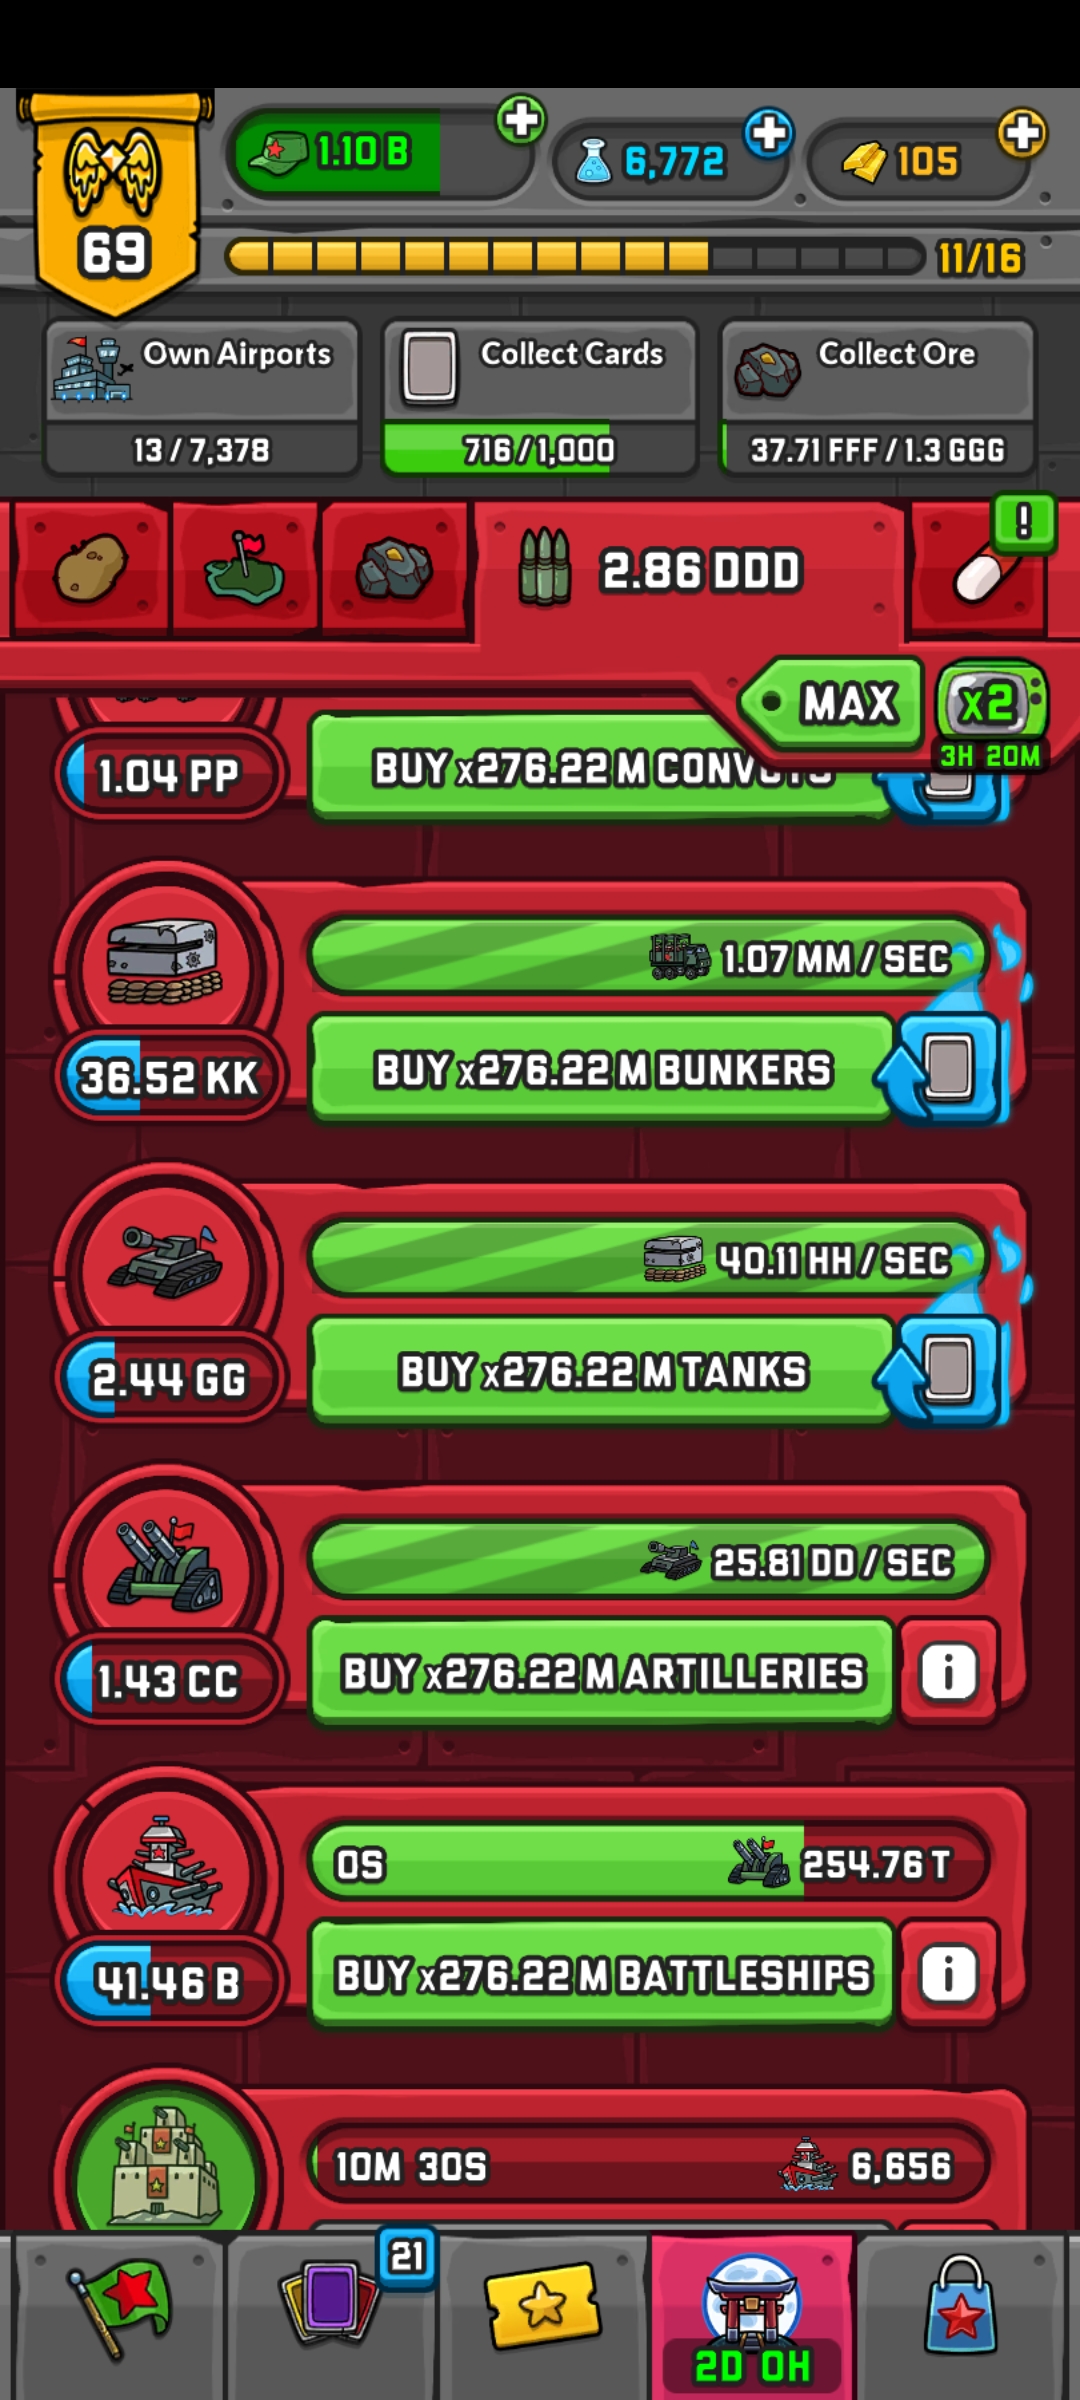 1.10 B
6,772
105
69
11/16
Own Airports
Collect Cards
Collect Ore
13 / 7,378
716 / 1,000
37.71 FFF / 1.3 GGG
!
2.86 DDD
MAX
x2
3H 20M
1.04 PP
BUY x276.22 M CONVOYS
1.07 MM / SEC
36.52 KK
BUY x276.22 M BUNKERS
40.11 HH / SEC
2.44 GG
BUY x276.22 M TANKS
25.81 DD / SEC
1.43 CC
BUY x276.22 M ARTILLERIES
i
0S
254.76 T
41.46 B
BUY x276.22 M BATTLESHIPS
i
10M 30S
6,656
21
2D 0H